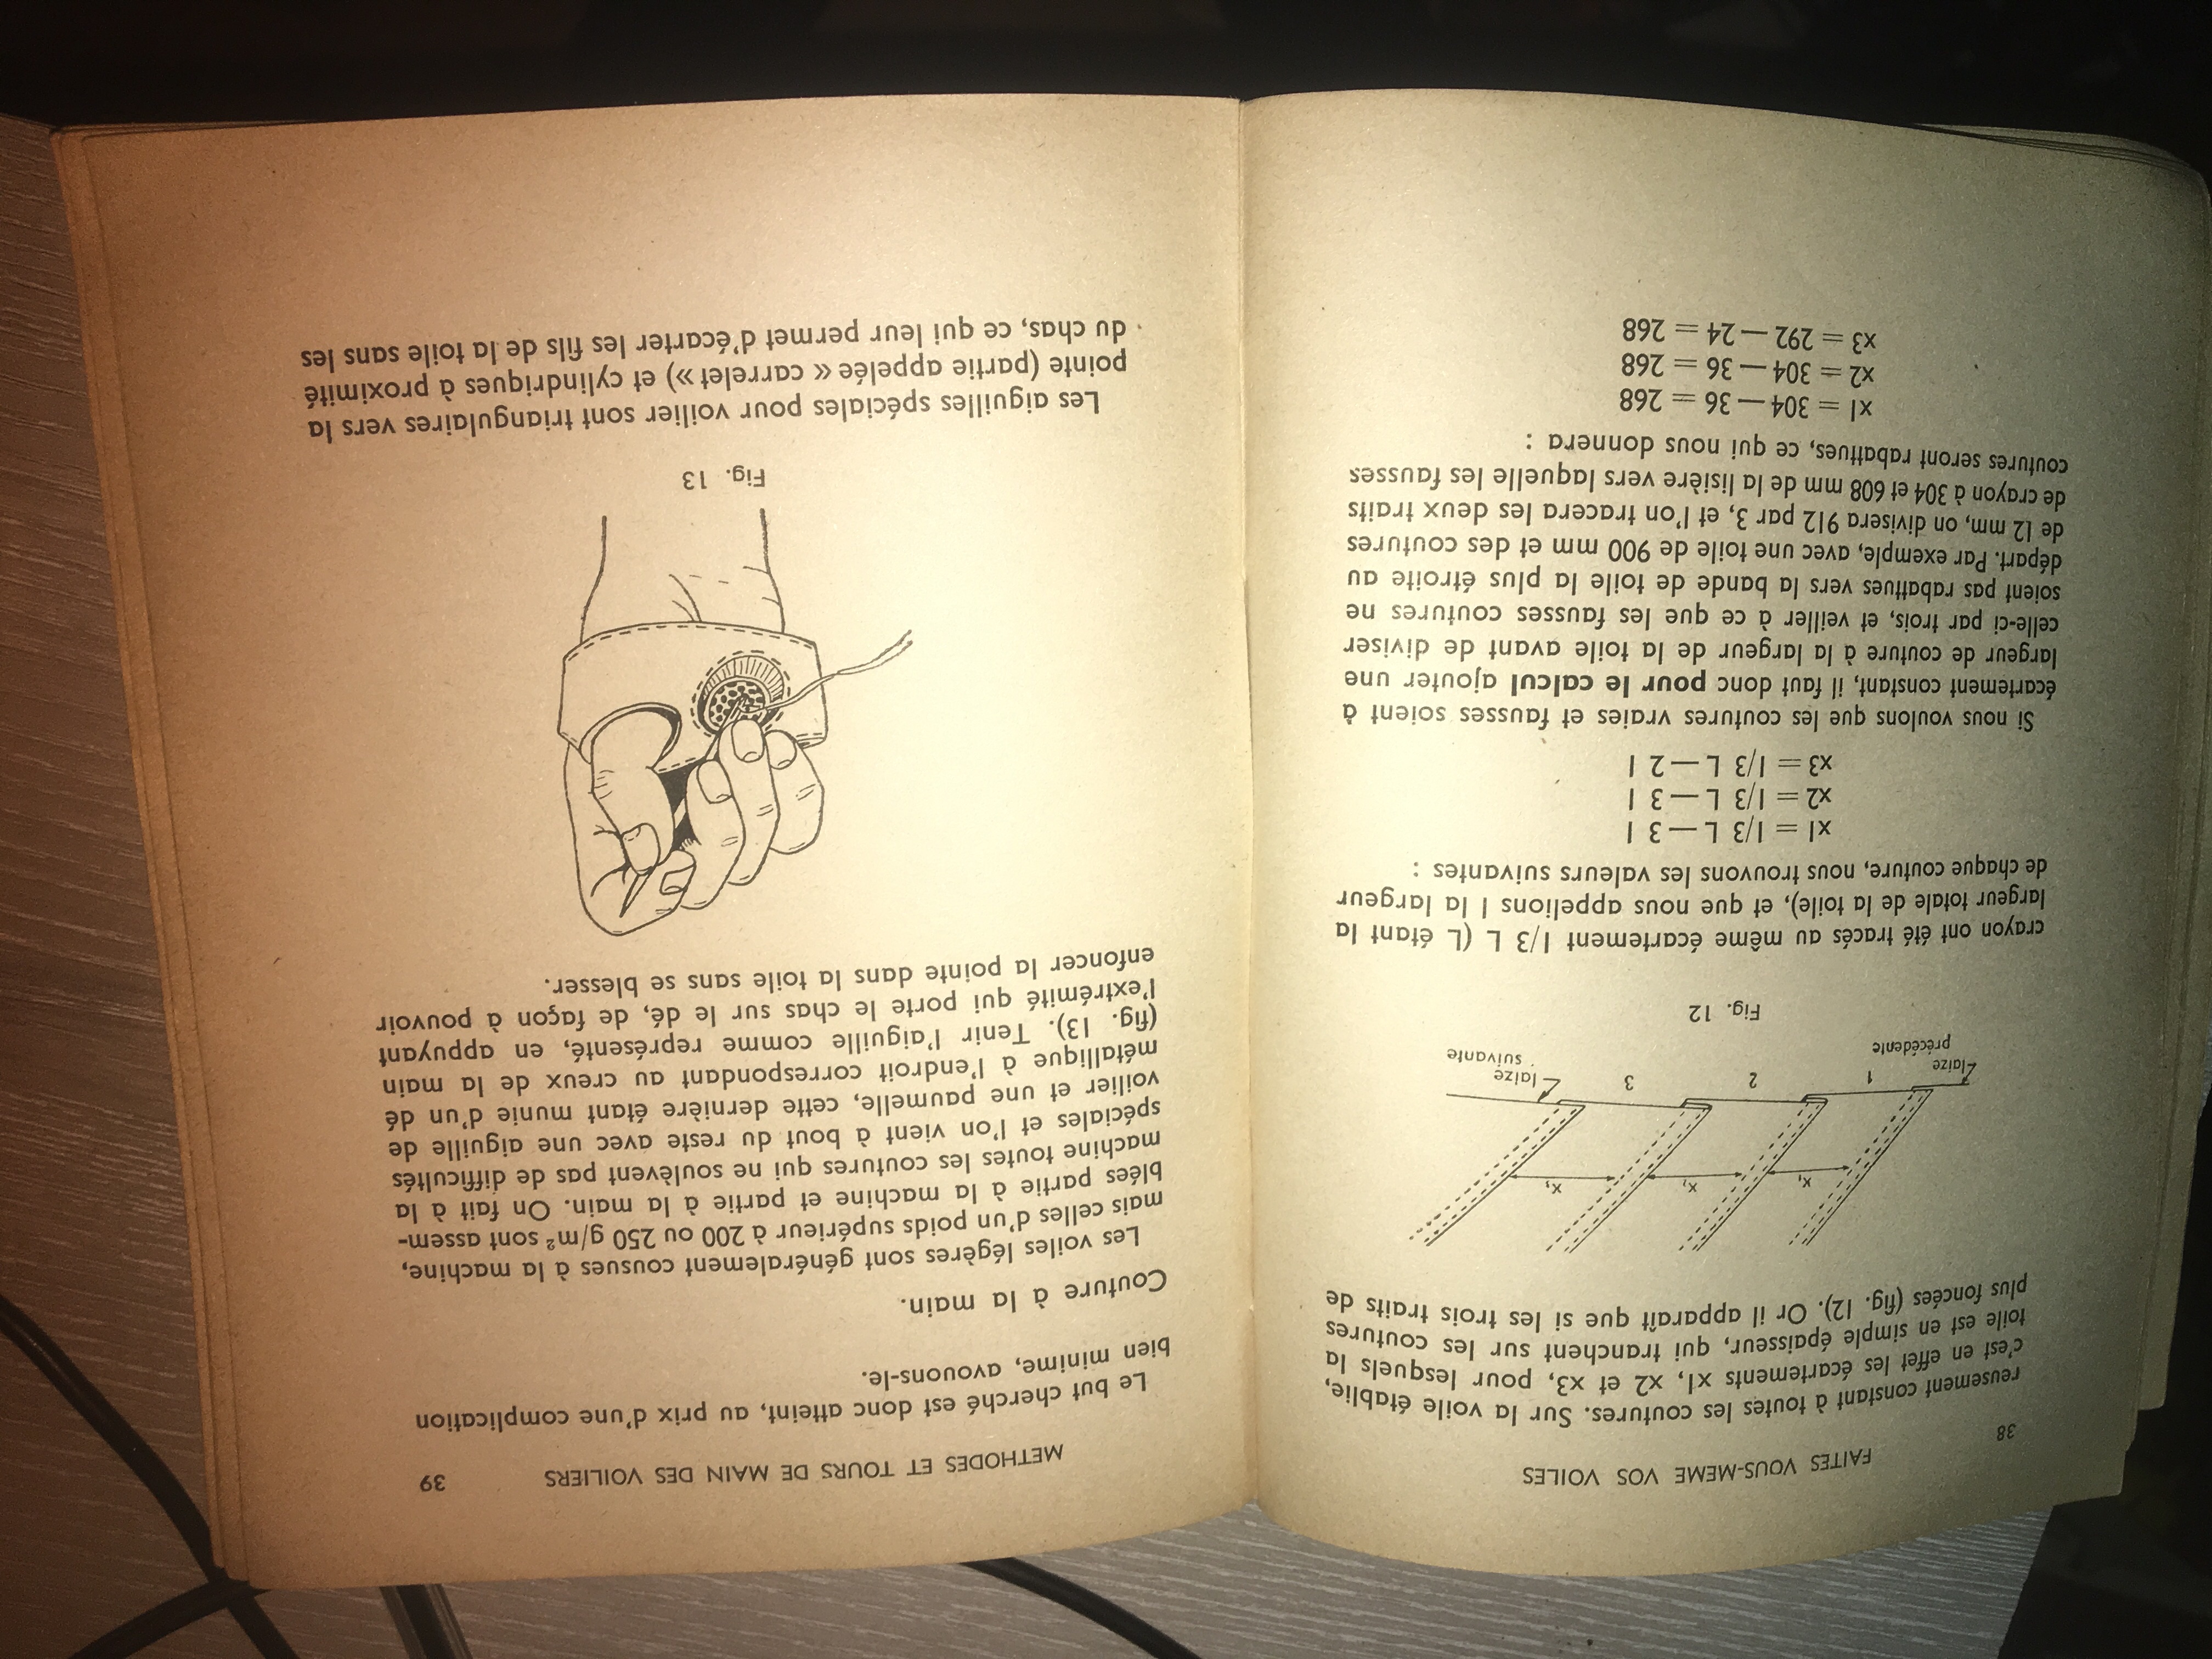 38
FAITES VOUS-MEME VOS VOILES
reusement constant à toutes les coutures. Sur la voile établie,
c'est en effet les écartements x1, x2 et x3, pour lesquels la
toile est en simple épaisseur, qui tranchent sur les coutures
plus foncées (fig. 12). Or il apparaît que si les trois traits de
x₁
x₂
x₃
1
2
3
laize
précédente
laize
suivante
Fig. 12
crayon ont été tracés au même écartement 1/3 L (L étant la
largeur totale de la toile), et que nous appelions l la largeur
de chaque couture, nous trouvons les valeurs suivantes :
x1 = 1/3 L — 3 l
x2 = 1/3 L — 3 l
x3 = 1/3 L — 2 l
Si nous voulons que les coutures vraies et fausses soient à
écartement constant, il faut donc pour le calcul ajouter une
largeur de couture à la largeur de la toile avant de diviser
celle-ci par trois, et veiller à ce que les fausses coutures ne
soient pas rabattues vers la bande de toile la plus étroite au
départ. Par exemple, avec une toile de 900 mm et des coutures
de 12 mm, on divisera 912 par 3, et l'on tracera les deux traits
de crayon à 304 et 608 mm de la lisière vers laquelle les fausses
coutures seront rabattues, ce qui nous donnera :
x1 = 304 — 36 = 268
x2 = 304 — 36 = 268
x3 = 292 — 24 = 268
METHODES ET TOURS DE MAIN DES VOILIERS
39
Le but cherché est donc atteint, au prix d'une complication
bien minime, avouons-le.
Couture à la main.
Les voiles légères sont généralement cousues à la machine,
mais celles d'un poids supérieur à 200 ou 250 g/m² sont assem-
blées partie à la machine et partie à la main. On fait à la
machine toutes les coutures qui ne soulèvent pas de difficultés
spéciales et l'on vient à bout du reste avec une aiguille de
voilier et une paumelle, cette dernière étant munie d'un dé
métallique à l'endroit correspondant au creux de la main
(fig. 13). Tenir l'aiguille comme représenté, en appuyant
l'extrémité qui porte le chas sur le dé, de façon à pouvoir
enfoncer la pointe dans la toile sans se blesser.
Fig. 13
Les aiguilles spéciales pour voilier sont triangulaires vers la
pointe (partie appelée « carrelet ») et cylindriques à proximité
du chas, ce qui leur permet d'écarter les fils de la toile sans les